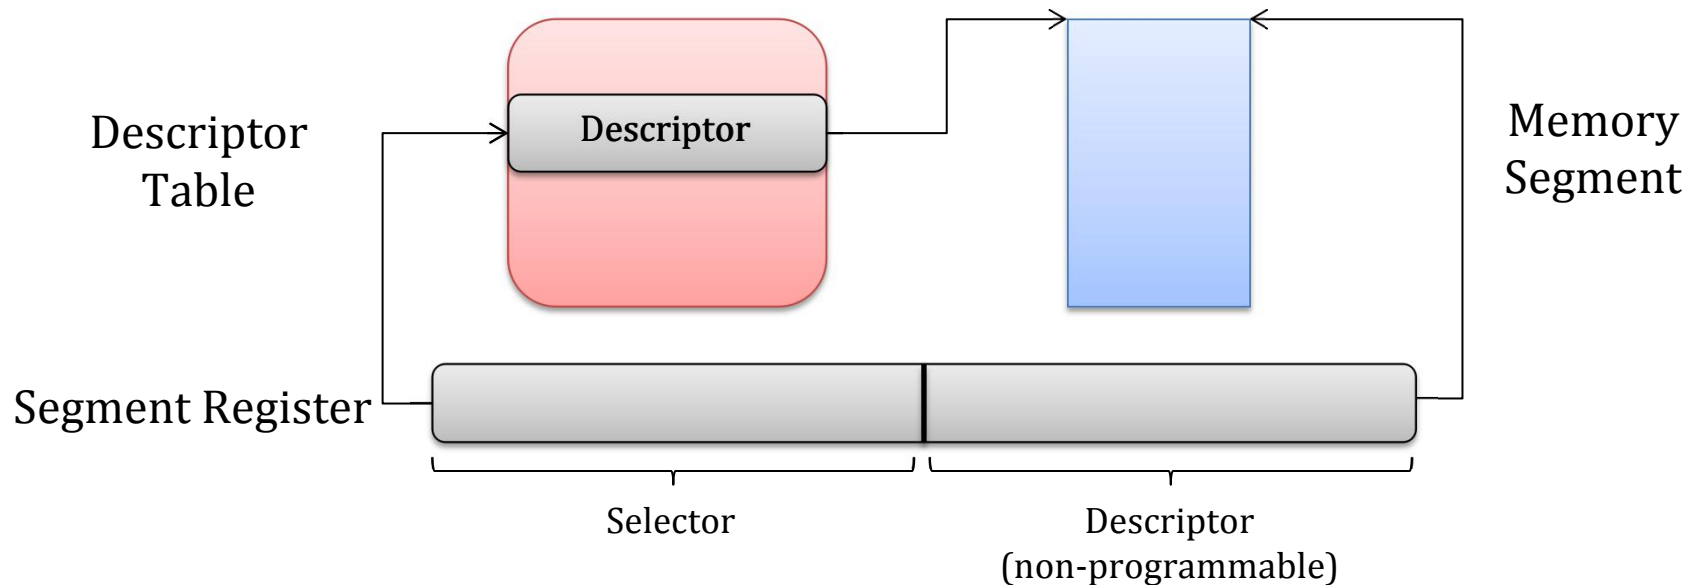 Descriptor
Table
Descriptor
Memory
Segment
Segment Register
Selector
Descriptor
(non-programmable)